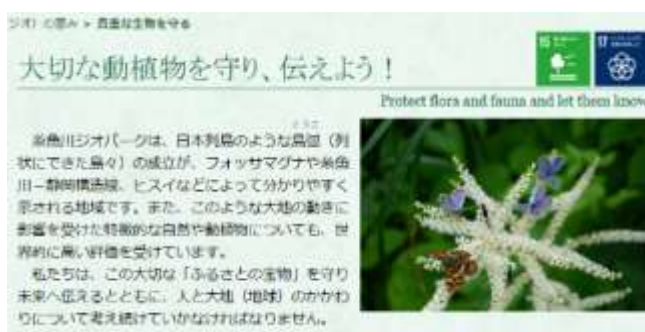 ジオ）の恵み > 貴重な生物を守る
15
17
大切な動植物を守り、伝えよう！
Protect flora and fauna and let them know
とうこ
糸魚川ジオパークは、日本列島のような島弧（列
状にできた島々）の成立が、フォッサマグナや糸魚
川－静岡構造線、ヒスイなどによって分かりやすく
示される地域です。また、このような大地の動きに
影響を受けた特徴的な自然や動植物についても、世
界的に高い評価を受けています。
私たちは、この大切な「ふるさとの宝物」を守り
未来へ伝えるとともに、人と大地（地球）のかかわ
りについて考え続けていかなければなりません。